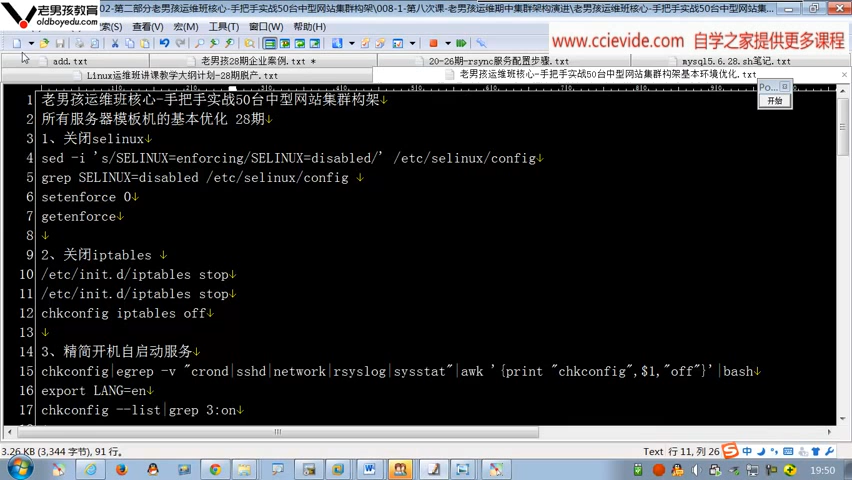 老男孩教育
oldboyedu.com
02-第二部分老男孩运维班核心-手把手实战50台中型网站集群构架\008-1-第八次课-老男孩运维期中集群架构演进\老男孩运维班核心-手把手实战50台中型网站集...
搜索(S) 查看(V) 宏(M) 工具(T) 窗口(W) 帮助(H)
www.ccievide.com 自学之家提供更多课程
add.txt 老男孩28期企业案例.txt * 20-26期-rsync服务配置步骤.txt mysql5.6.28.sh笔记.txt
Linux运维班讲课教学大纲计划-28期脱产.txt 老男孩运维班核心-手把手实战50台中型网站集群构架基本环境优化.txt
Po...
开始
1 老男孩运维班核心-手把手实战50台中型网站集群构架↓
2 所有服务器模板机的基本优化 28期↓
3 1、关闭selinux↓
4 sed -i 's/SELINUX=enforcing/SELINUX=disabled/' /etc/selinux/config↓
5 grep SELINUX=disabled /etc/selinux/config ↓
6 setenforce 0↓
7 getenforce↓
8 ↓
9 2、关闭iptables ↓
10 /etc/init.d/iptables stop↓
11 /etc/init.d/iptables stop↓
12 chkconfig iptables off↓
13 ↓
14 3、精简开机自启动服务↓
15 chkconfig|egrep -v "crond|sshd|network|rsyslog|sysstat"|awk '{print "chkconfig",$1,"off"}'|bash↓
16 export LANG=en↓
17 chkconfig --list|grep 3:on↓
3.26 KB (3,344 字节), 91 行。 Text 行 11, 列 26
中
19:50